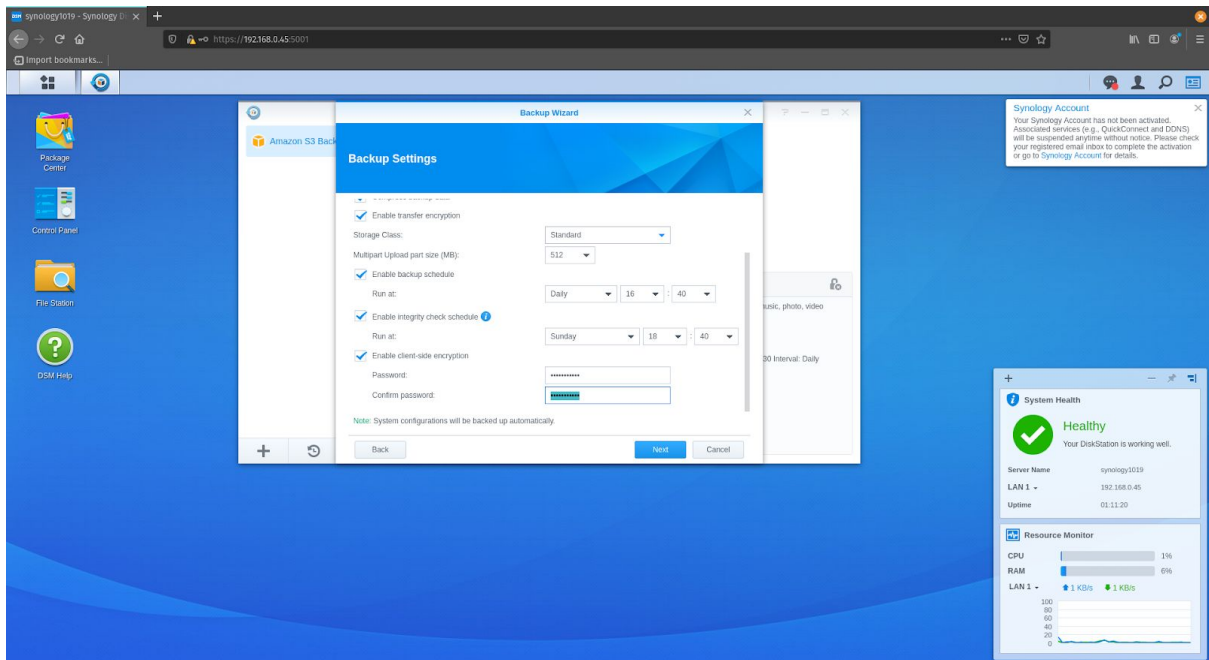 synology1019 - Synology D
https://192.168.0.45:5001
Import bookmarks...
Package
Center
Control Panel
File Station
DSM Help
Amazon S3 Back
Backup Wizard
Backup Settings
Compress backup data
Enable transfer encryption
Storage Class: Standard
Multipart Upload part size (MB): 512
Enable backup schedule
Run at: Daily 16 : 40
Enable integrity check schedule
Run at: Sunday 18 : 40
Enable client-side encryption
Password:
Confirm password:
Note: System configurations will be backed up automatically.
Back Next Cancel
music, photo, video
30 Interval: Daily
Synology Account
Your Synology Account has not been activated.
Associated services (e.g., QuickConnect and DDNS)
will be suspended anytime without notice. Please check
your registered email inbox to complete the activation
or go to Synology Account for details.
System Health
Healthy
Your DiskStation is working well.
Server Name synology1019
LAN 1 192.168.0.45
Uptime 01:11:20
Resource Monitor
CPU 1%
RAM 6%
LAN 1 1 KB/s 1 KB/s
100
80
60
40
20
0